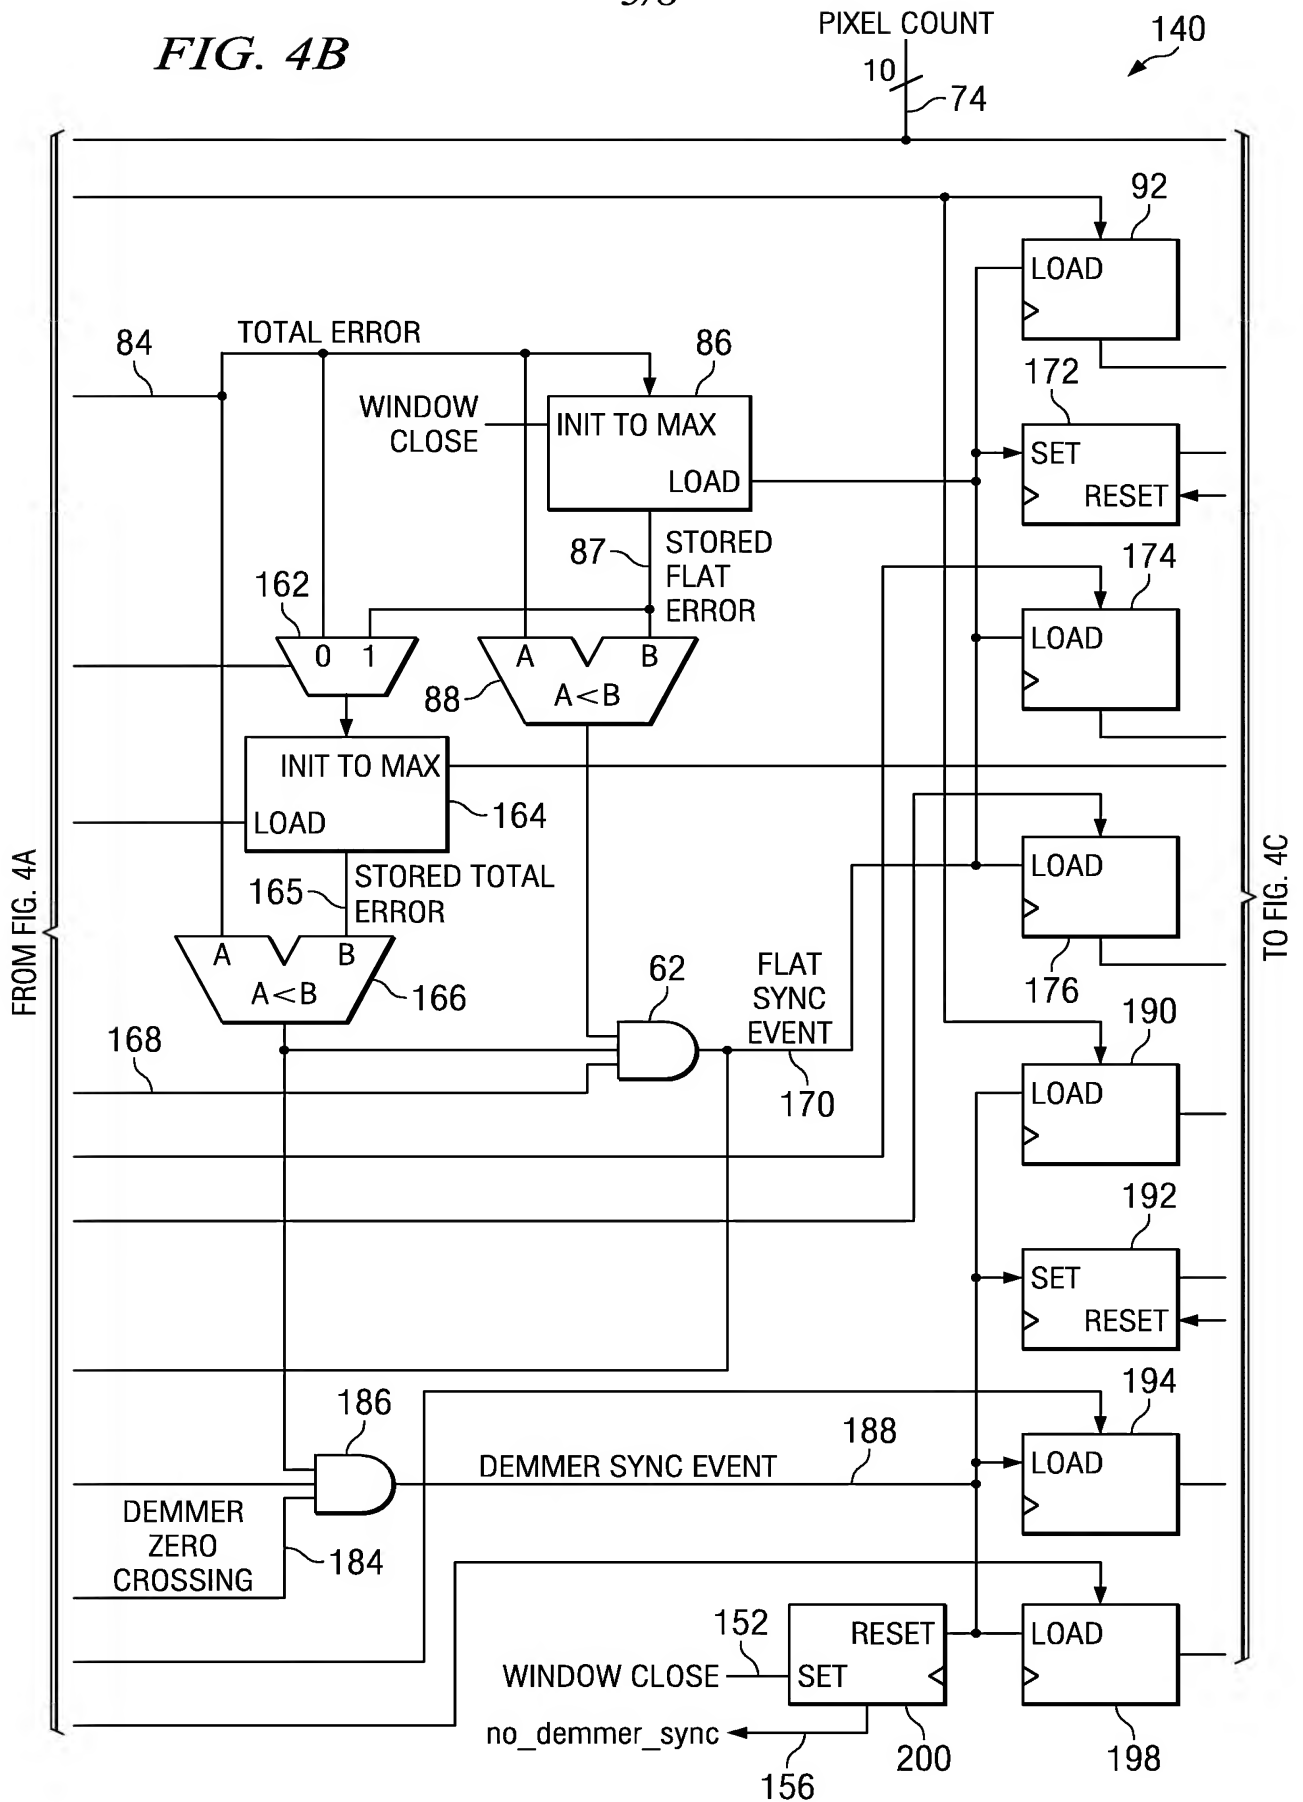 FIG. 4B
PIXEL COUNT
10
74
140
92
LOAD
84
TOTAL ERROR
86
WINDOW
CLOSE
INIT TO MAX
LOAD
172
SET
RESET
87
STORED
FLAT
ERROR
174
LOAD
162
0 1
A B
A<B
88
INIT TO MAX
LOAD
164
165
STORED TOTAL
ERROR
LOAD
176
A B
A<B
166
62
FLAT
SYNC
EVENT
170
168
190
LOAD
192
SET
RESET
186
DEMMER SYNC EVENT
188
194
LOAD
DEMMER
ZERO
CROSSING
184
152
WINDOW CLOSE
RESET
SET
200
no_demmer_sync
156
LOAD
198
FROM FIG. 4A
TO FIG. 4C